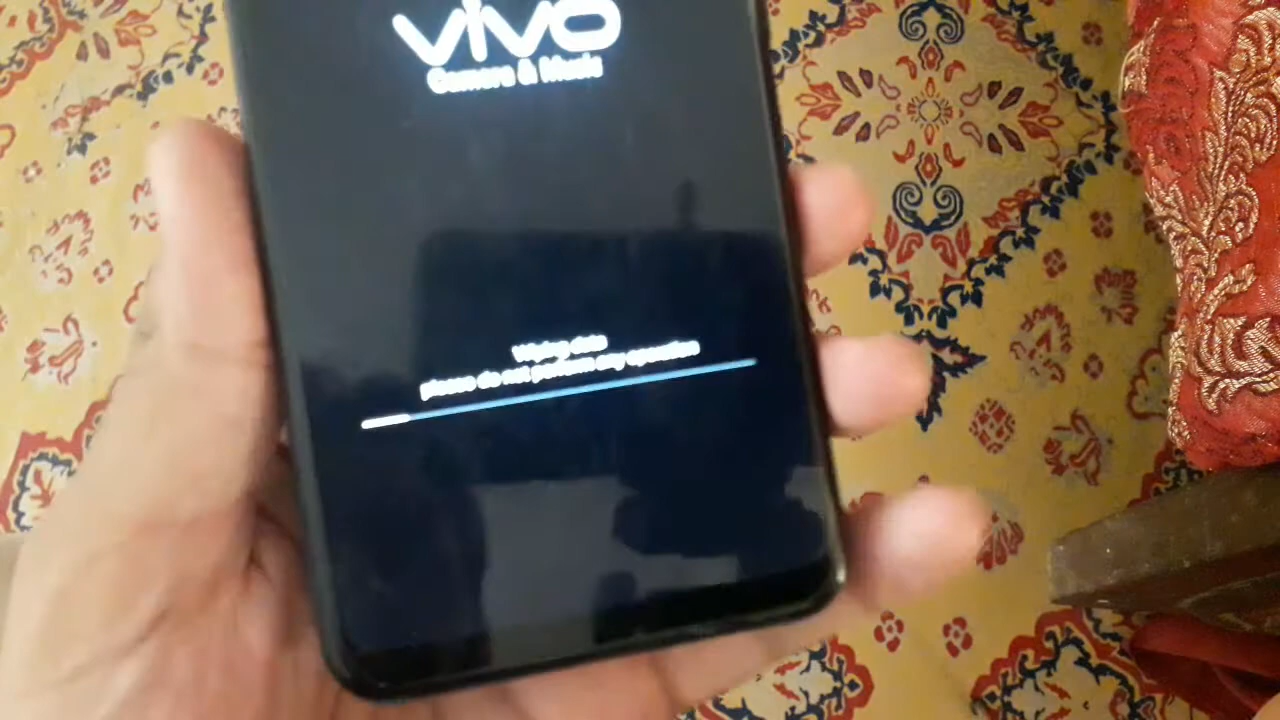 vivo
Camera & Music
Wiping data
please do not perform any operation